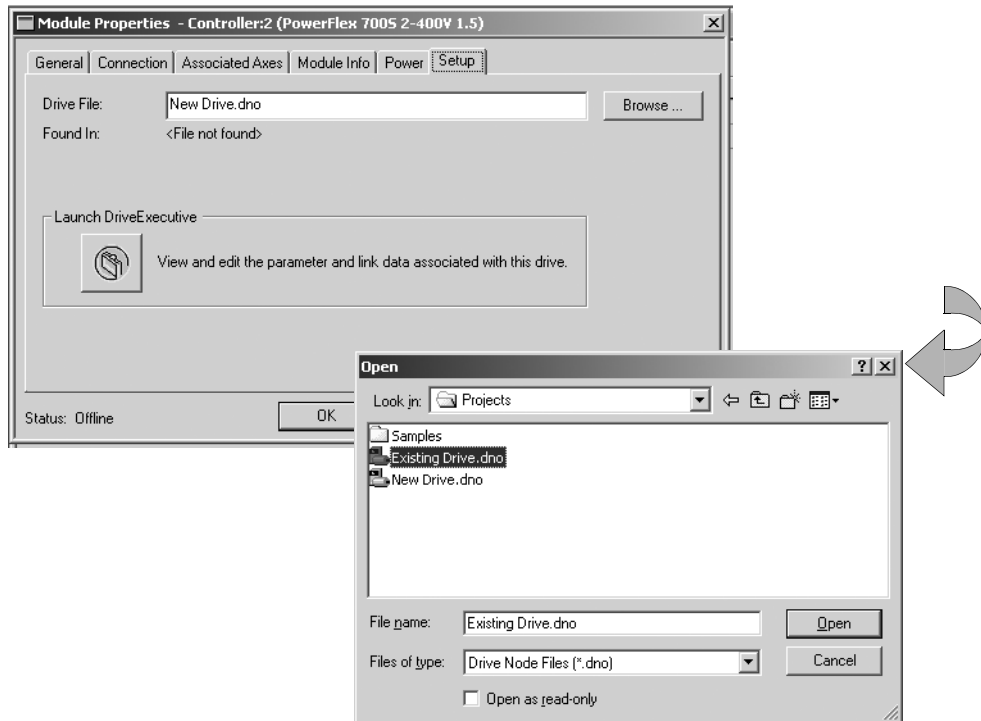 Module Properties - Controller:2 (PowerFlex 700S 2-400V 1.5)
General Connection Associated Axes Module Info Power Setup
Drive File: New Drive.dno Browse ...
Found In: <File not found>
Launch DriveExecutive
View and edit the parameter and link data associated with this drive.
Status: Offline OK
Open
Look in: Projects
Samples
Existing Drive.dno
New Drive.dno
File name: Existing Drive.dno Open
Files of type: Drive Node Files (*.dno) Cancel
Open as read-only